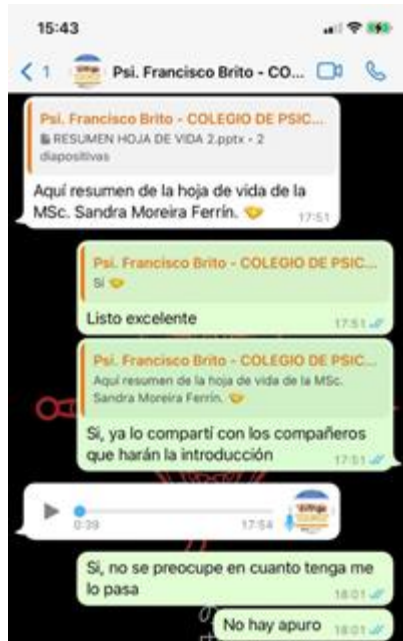 15:43
1 Psi. Francisco Brito - CO...
Psi. Francisco Brito - COLEGIO DE PSIC...
RESUMEN HOJA DE VIDA 2.pptx • 2
diapositivas
Aquí resumen de la hoja de vida de la
MSc. Sandra Moreira Ferrín.
17:51
Psi. Francisco Brito - COLEGIO DE PSIC...
Si
Listo excelente
17:51
Psi. Francisco Brito - COLEGIO DE PSIC...
Aquí resumen de la hoja de vida de la MSc.
Sandra Moreira Ferrín.
Si, ya lo compartí con los compañeros
que harán la introducción
17:51
0:39 17:54
Si, no se preocupe en cuanto tenga me
lo pasa
18:01
No hay apuro 18:01